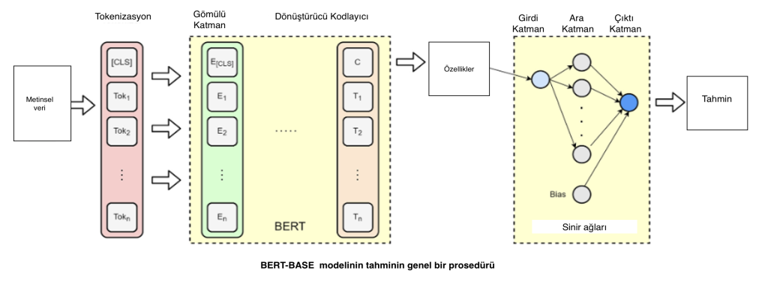 Tokenizasyon
Gömülü
Katman
Dönüştürücü Kodlayıcı
Girdi
Katman
Ara
Katman
Çıktı
Katman
Metinsel
veri
[CLS]
Tok1
Tok2
⋮
Tokn
E[CLS]
E1
E2
⋮
En
.....
BERT
C
T1
T2
⋮
Tn
Özellikler
Bias
Sinir ağları
Tahmin
BERT-BASE modelinin tahminin genel bir prosedürü